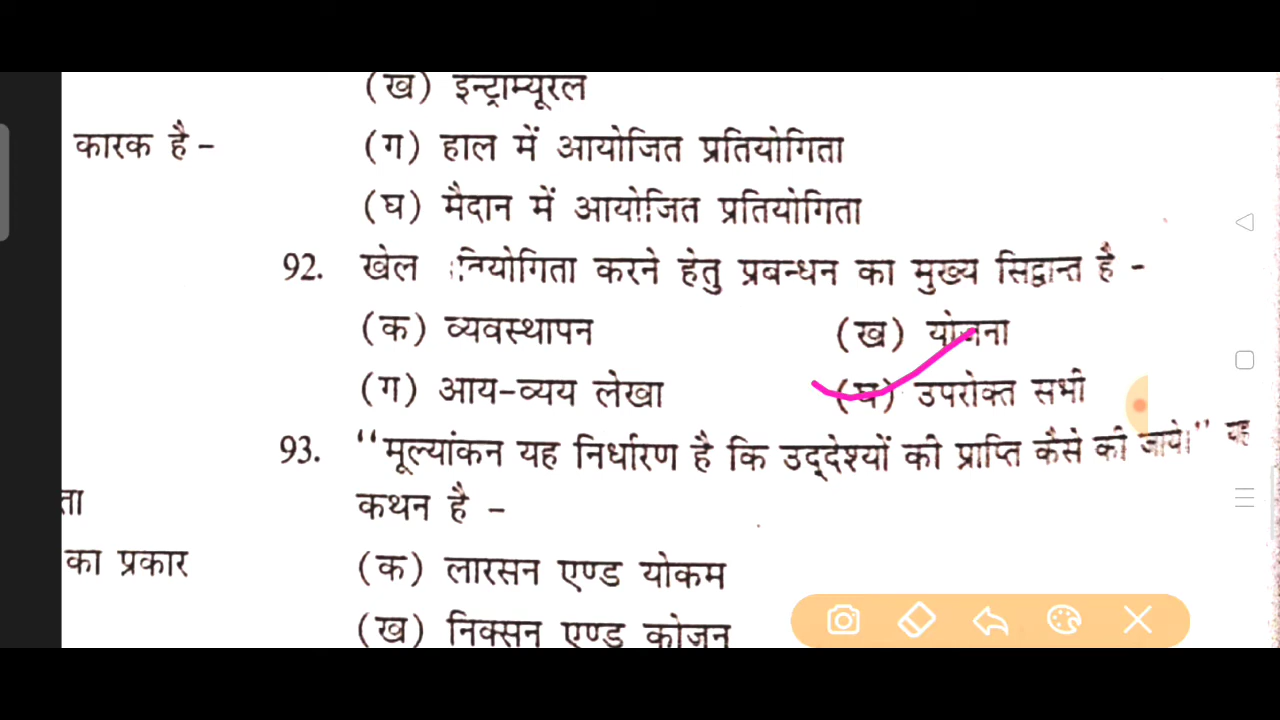 (ख) इन्ट्राम्यूरल
कारक है -
(ग) हाल में आयोजित प्रतियोगिता
(घ) मैदान में आयोजित प्रतियोगिता
92. खेल करने हेतु प्रबन्धन का मुख्य सिद्वान्त है -
(क) व्यवस्थापन (ख) योजना
(ग) आय-व्यय लेखा (घ) उपरोक्त सभी
93. "मूल्यांकन यह निर्धारण है कि उद्देश्यों की प्राप्ति कैसे की जाये।" यह
कथन है -
ता
(क) लारसन एण्ड योकम
का प्रकार
(ख) निक्सन एण्ड कोजन